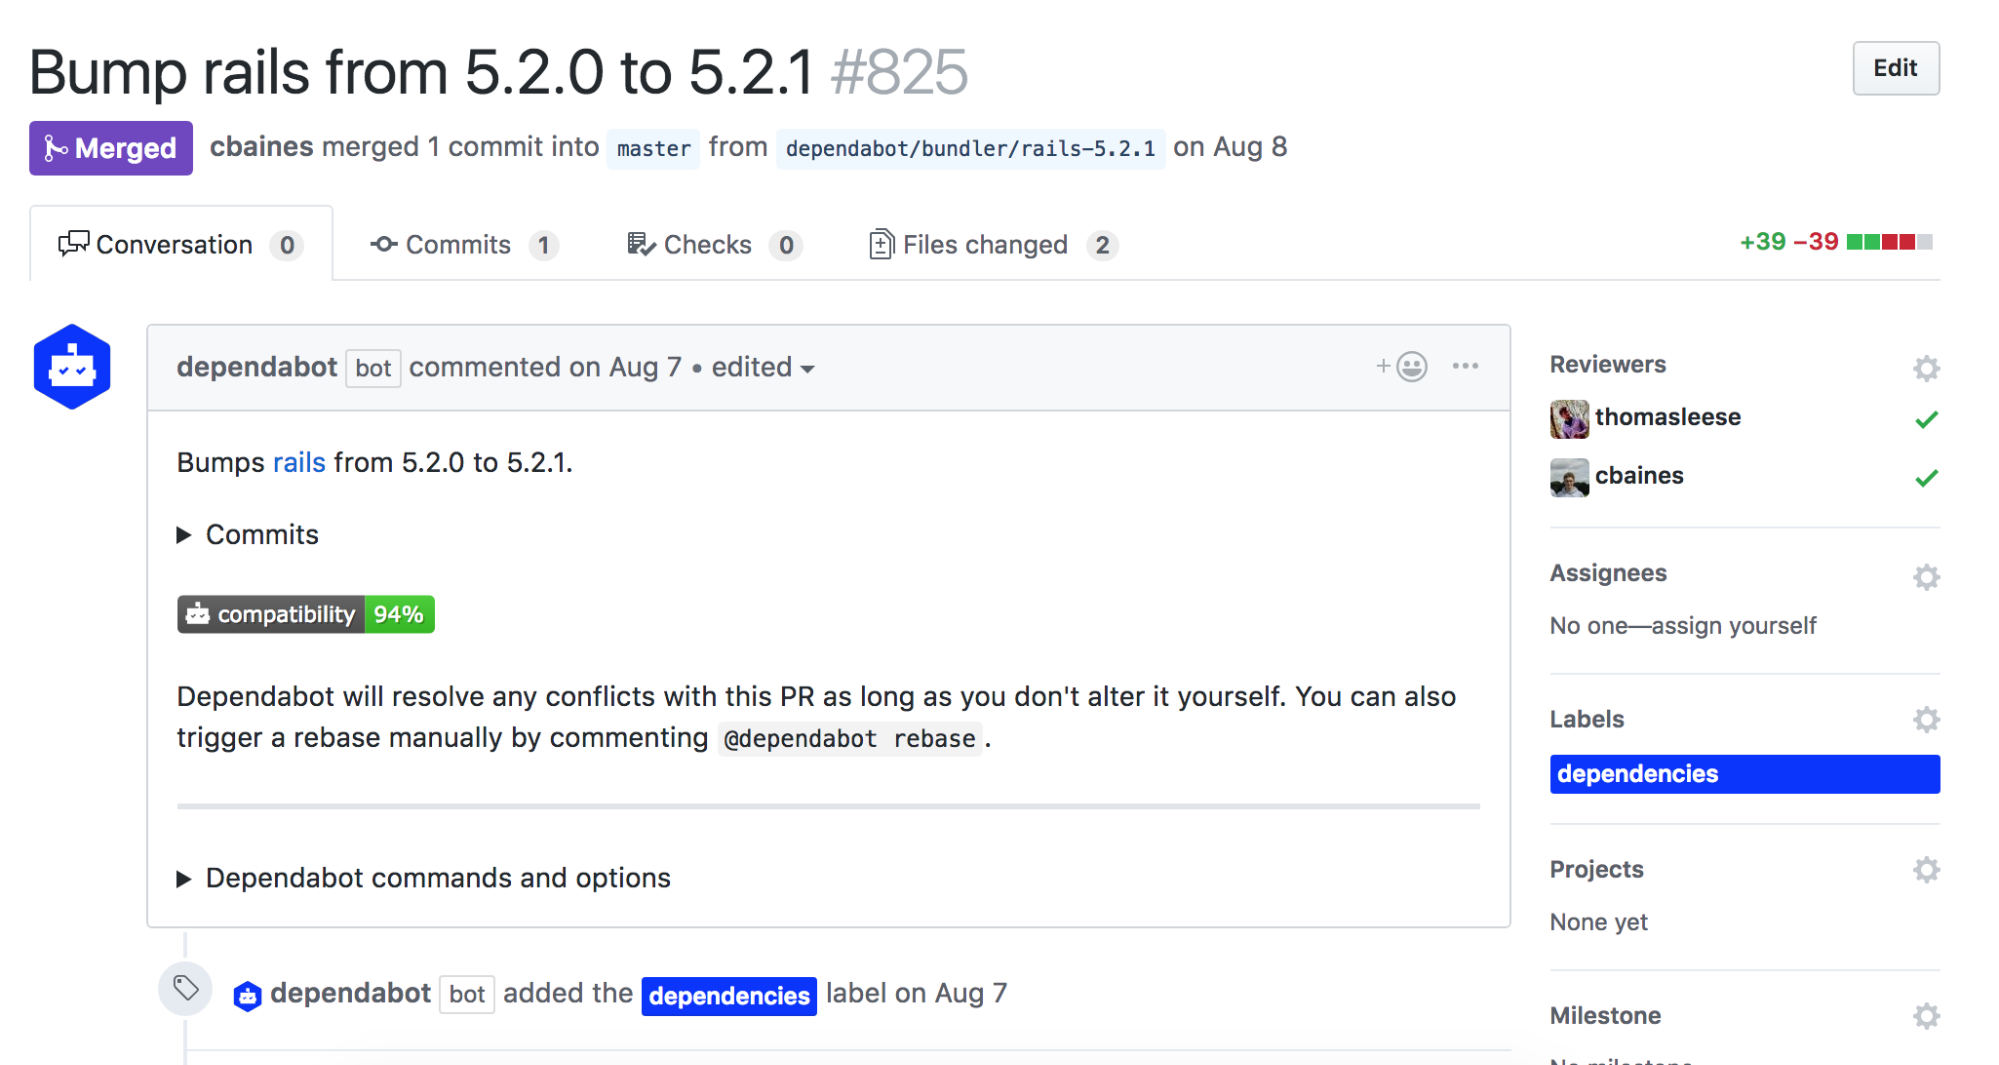 Bump rails from 5.2.0 to 5.2.1 #825
Edit
Merged cbaines merged 1 commit into master from dependabot/bundler/rails-5.2.1 on Aug 8
Conversation 0 Commits 1 Checks 0 Files changed 2
+39 −39
dependabot bot commented on Aug 7 • edited
Bumps rails from 5.2.0 to 5.2.1.
Commits
compatibility 94%
Dependabot will resolve any conflicts with this PR as long as you don't alter it yourself. You can also
trigger a rebase manually by commenting @dependabot rebase.
Dependabot commands and options
dependabot bot added the dependencies label on Aug 7
Reviewers
thomasleese
cbaines
Assignees
No one—assign yourself
Labels
dependencies
Projects
None yet
Milestone
No milestone